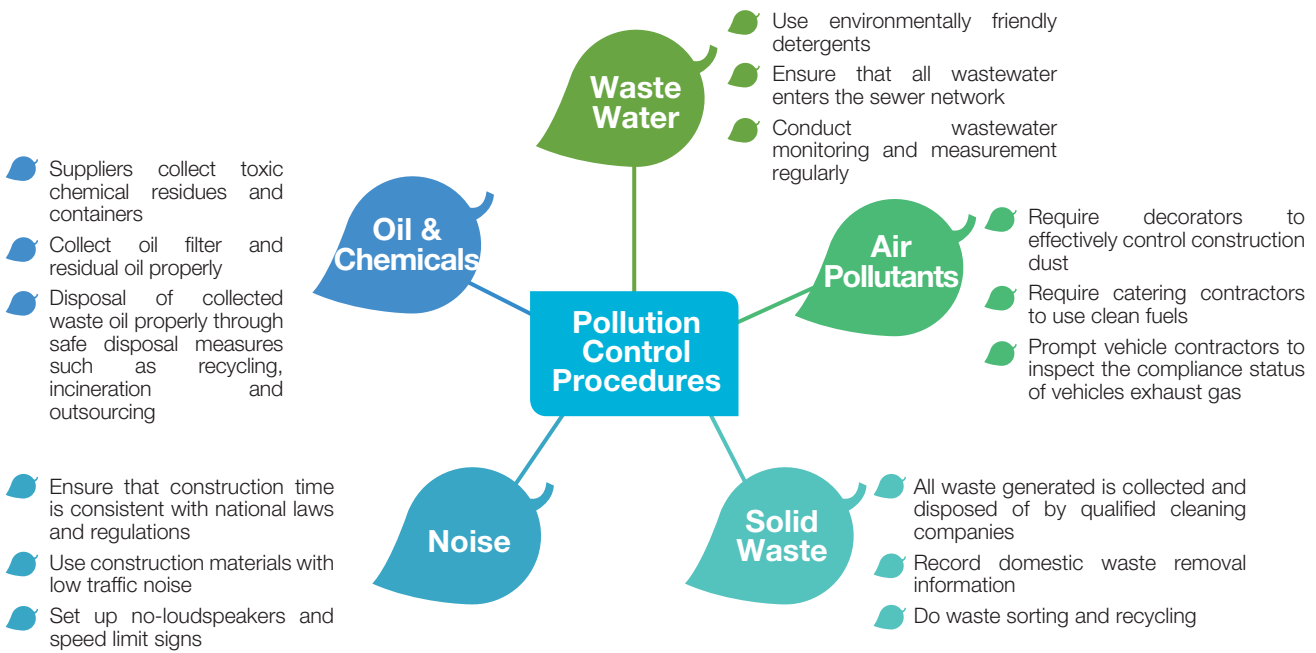 Waste
Water
Use environmentally friendly
detergents
Ensure that all wastewater
enters the sewer network
Conduct wastewater
monitoring and measurement
regularly
Oil &
Chemicals
Suppliers collect toxic
chemical residues and
containers
Collect oil filter and
residual oil properly
Disposal of collected
waste oil properly through
safe disposal measures
such as recycling,
incineration and
outsourcing
Air
Pollutants
Require decorators to
effectively control construction
dust
Require catering contractors
to use clean fuels
Prompt vehicle contractors to
inspect the compliance status
of vehicles exhaust gas
Pollution
Control
Procedures
Noise
Ensure that construction time
is consistent with national laws
and regulations
Use construction materials with
low traffic noise
Set up no-loudspeakers and
speed limit signs
Solid
Waste
All waste generated is collected and
disposed of by qualified cleaning
companies
Record domestic waste removal
information
Do waste sorting and recycling